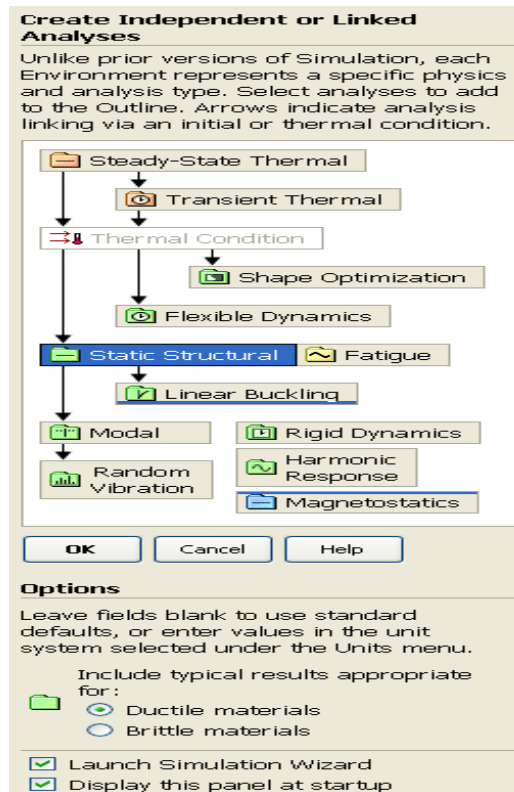 Create Independent or Linked
Analyses
Unlike prior versions of Simulation, each
Environment represents a specific physics
and analysis type. Select analyses to add
to the Outline. Arrows indicate analysis
linking via an initial or thermal condition.
Steady-State Thermal
Transient Thermal
Thermal Condition
Shape Optimization
Flexible Dynamics
Static Structural
Fatigue
Linear Buckling
Modal
Rigid Dynamics
Random
Vibration
Harmonic
Response
Magnetostatics
OK
Cancel
Help
Options
Leave fields blank to use standard
defaults, or enter values in the unit
system selected under the Units menu.
Include typical results appropriate
for:
Ductile materials
Brittle materials
Launch Simulation Wizard
Display this panel at startup